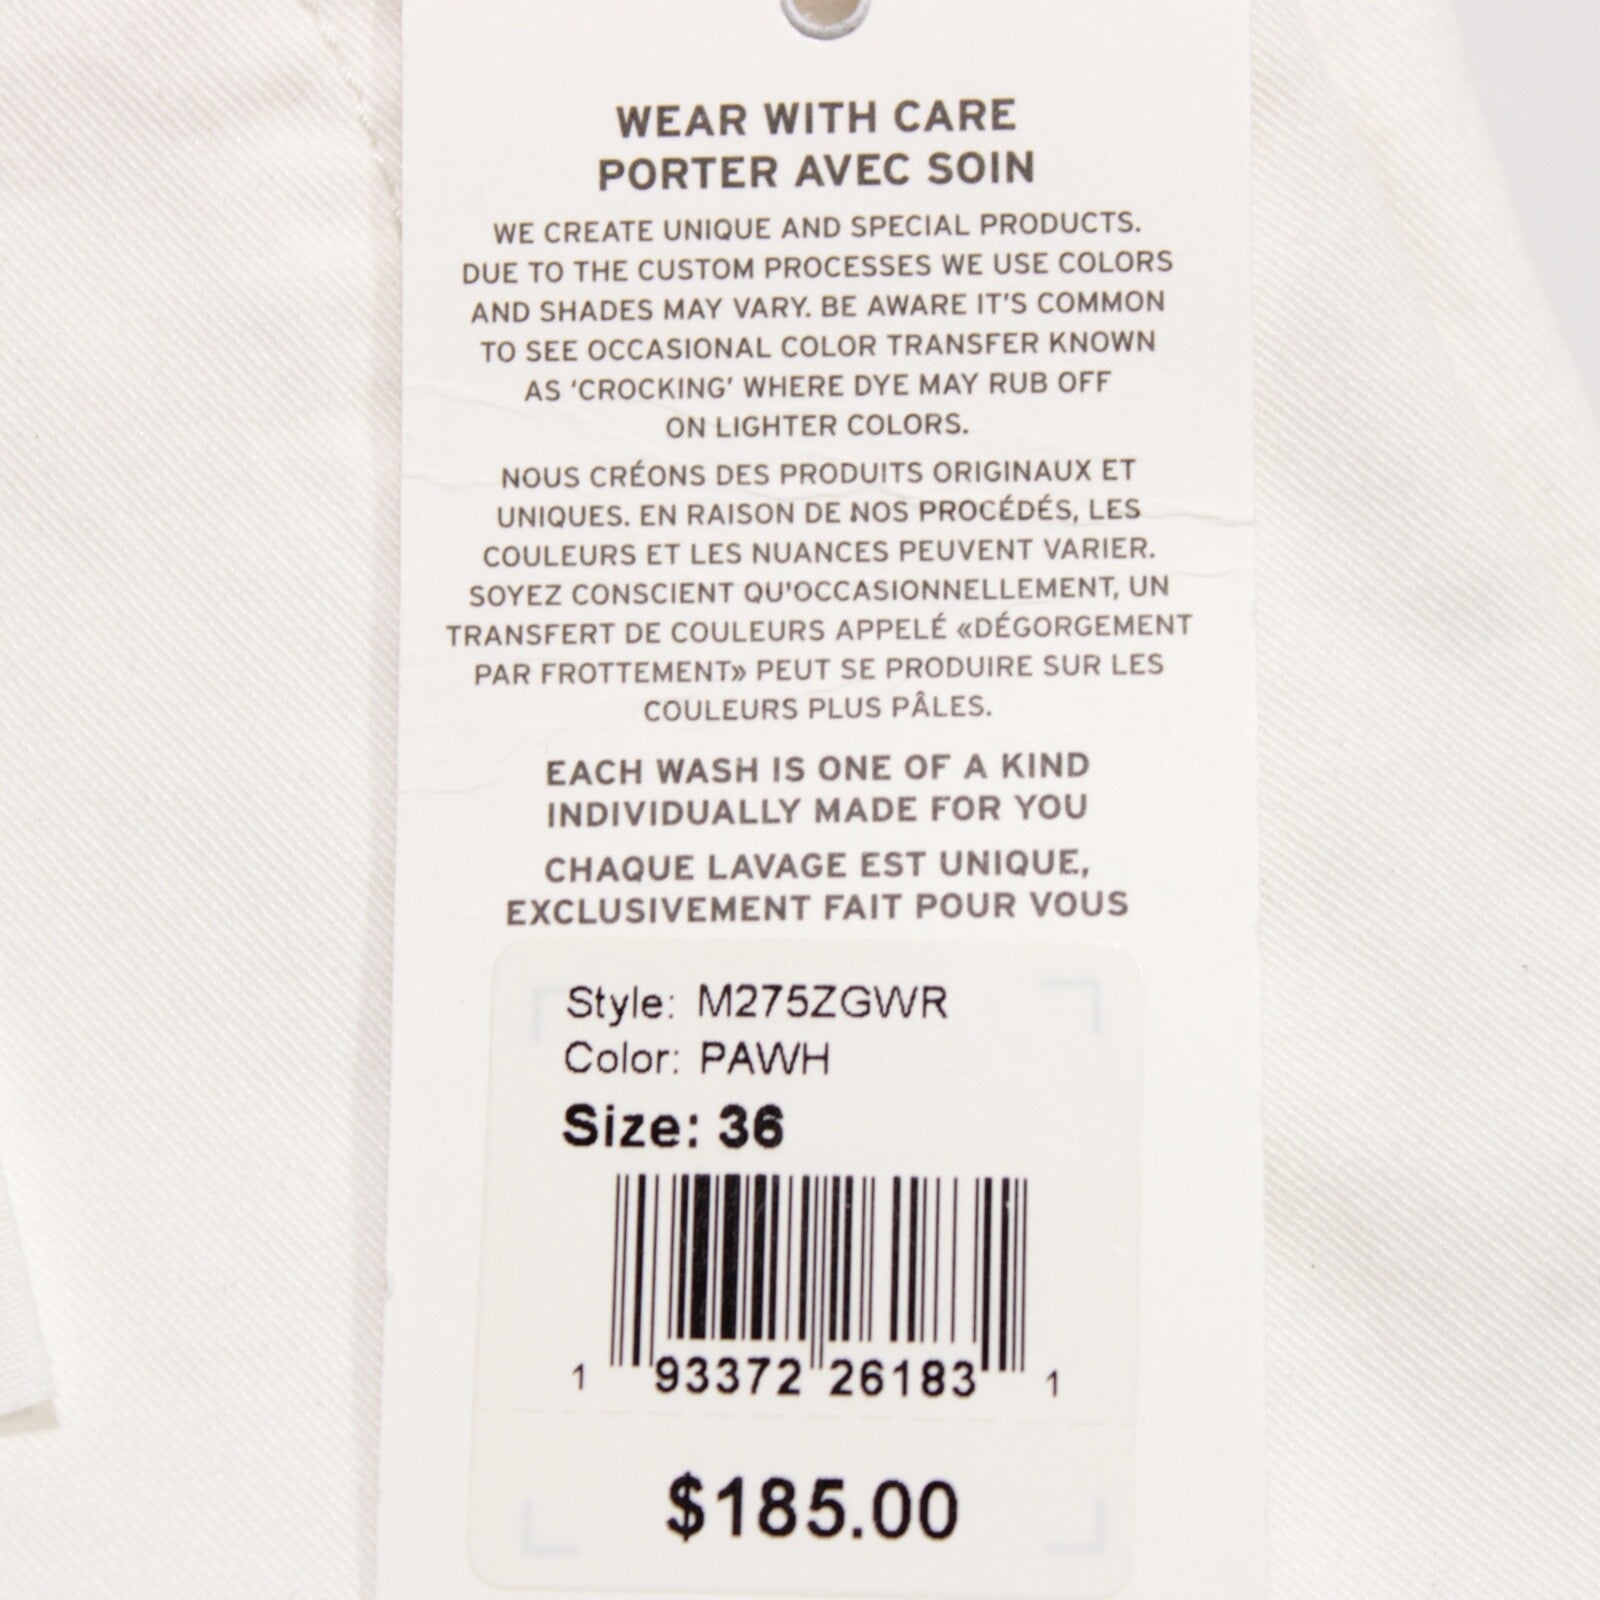 WEAR WITH CARE
PORTER AVEC SOIN
WE CREATE UNIQUE AND SPECIAL PRODUCTS.
DUE TO THE CUSTOM PROCESSES WE USE COLORS
AND SHADES MAY VARY. BE AWARE IT'S COMMON
TO SEE OCCASIONAL COLOR TRANSFER KNOWN
AS 'CROCKING' WHERE DYE MAY RUB OFF
ON LIGHTER COLORS.
NOUS CRÉONS DES PRODUITS ORIGINAUX ET
UNIQUES. EN RAISON DE NOS PROCÉDÉS, LES
COULEURS ET LES NUANCES PEUVENT VARIER.
SOYEZ CONSCIENT QU'OCCASIONNELLEMENT, UN
TRANSFERT DE COULEURS APPELÉ «DÉGORGEMENT
PAR FROTTEMENT» PEUT SE PRODUIRE SUR LES
COULEURS PLUS PÂLES.
EACH WASH IS ONE OF A KIND
INDIVIDUALLY MADE FOR YOU
CHAQUE LAVAGE EST UNIQUE,
EXCLUSIVEMENT FAIT POUR VOUS
Style: M275ZGWR
Color: PAWH
Size: 36
1 93372 26183 1
$185.00